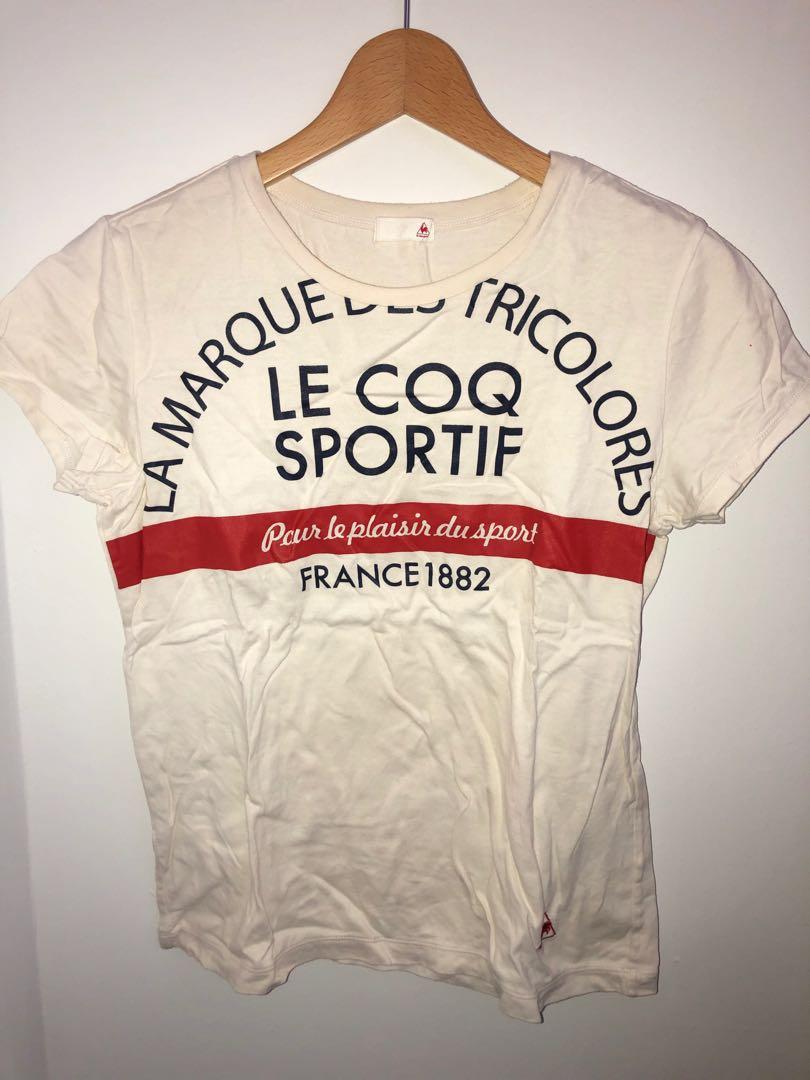 LA MARQUE DES TRICOLORES
LE COQ
SPORTIF
Pour le plaisir du sport
FRANCE 1882